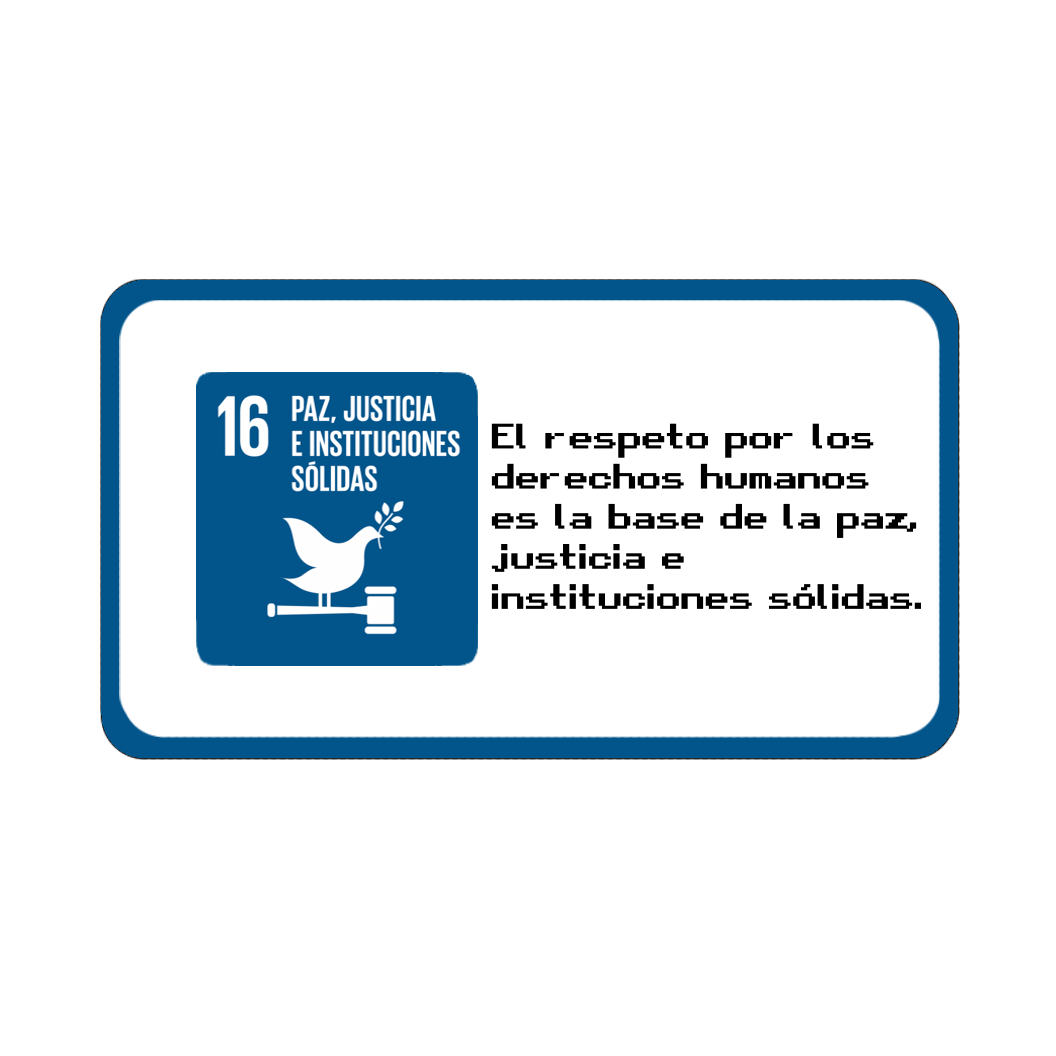 16
PAZ, JUSTICIA
E INSTITUCIONES
SÓLIDAS
El respeto por los
derechos humanos
es la base de la paz,
justicia e
instituciones sólidas.